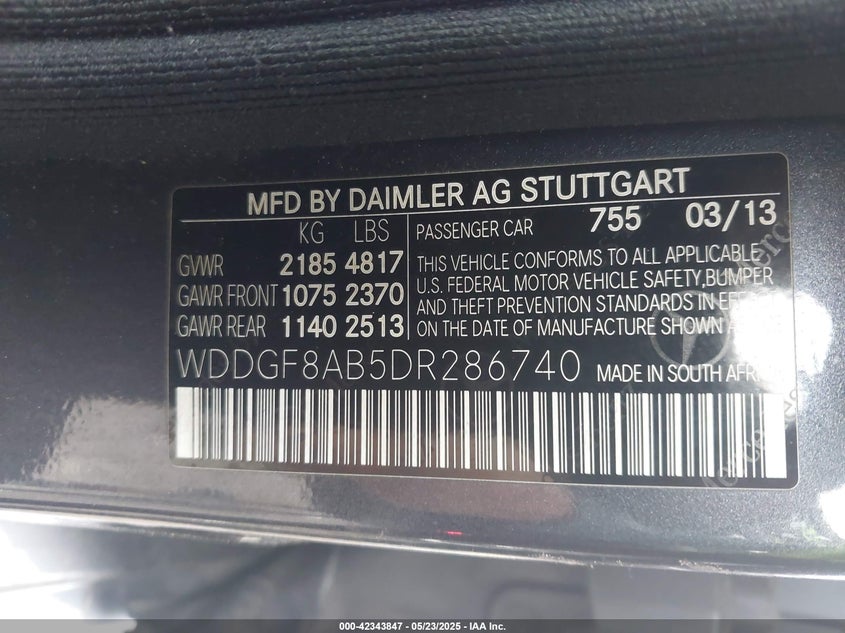 MFD BY DAIMLER AG STUTTGART
KG LBS
GVWR 2185 4817
GAWR FRONT 1075 2370
GAWR REAR 1140 2513
PASSENGER CAR 755 03/13
THIS VEHICLE CONFORMS TO ALL APPLICABLE
U.S. FEDERAL MOTOR VEHICLE SAFETY, BUMPER
AND THEFT PREVENTION STANDARDS IN EFFECT
ON THE DATE OF MANUFACTURE SHOWN
WDDGF8AB5DR286740 MADE IN SOUTH AFRI
000-42343847 - 05/23/2025 - IAA Inc.